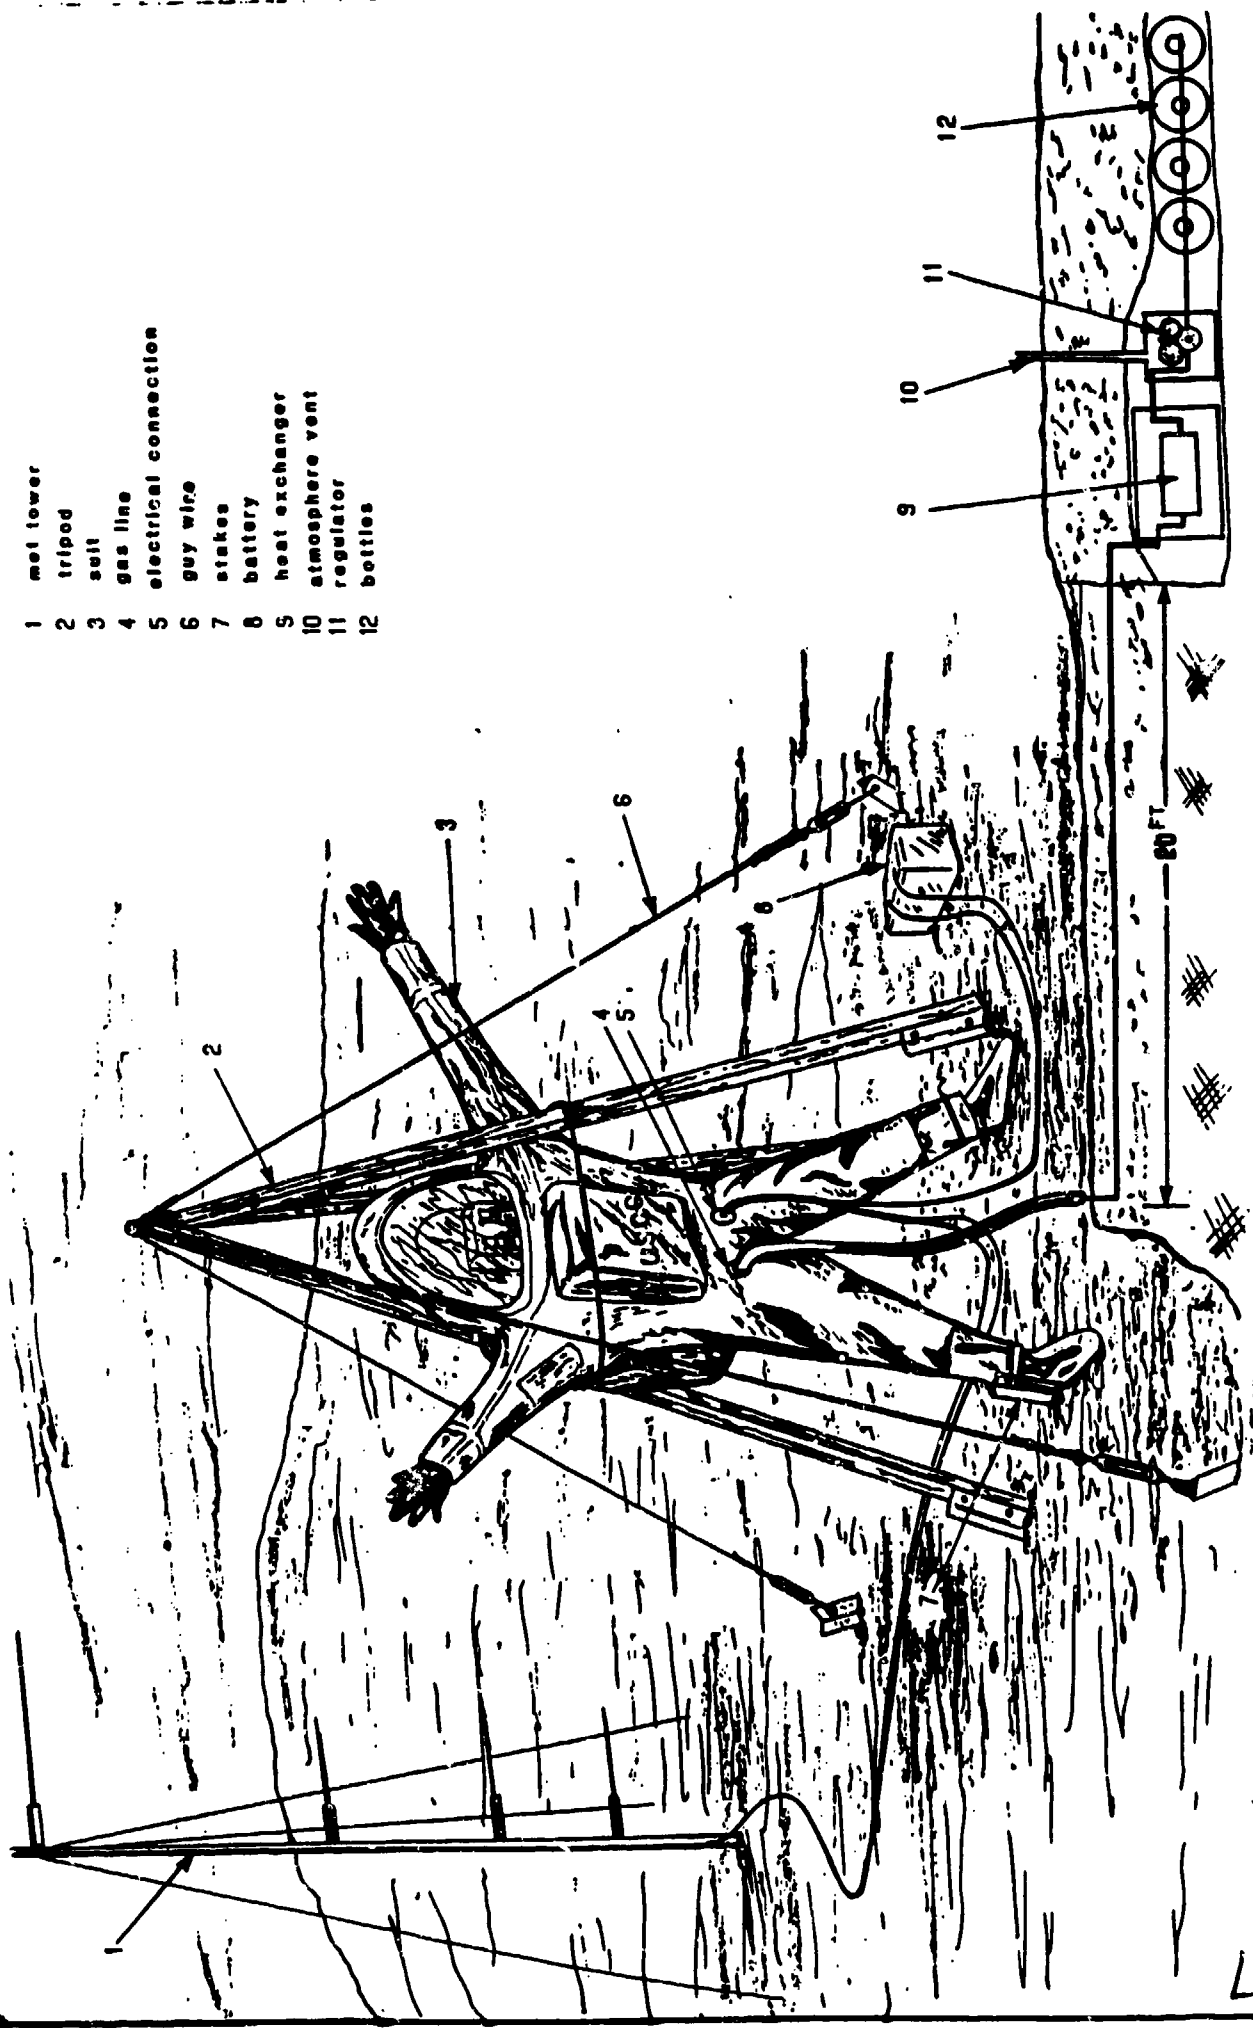 1 met tower
2 tripod
3 suit
4 gas line
5 electrical connection
6 guy wire
7 stakes
8 battery
9 heat exchanger
10 atmosphere vent
11 regulator
12 bottles
1
2
3
4
5
6
7
8
9
10
11
12
USCG